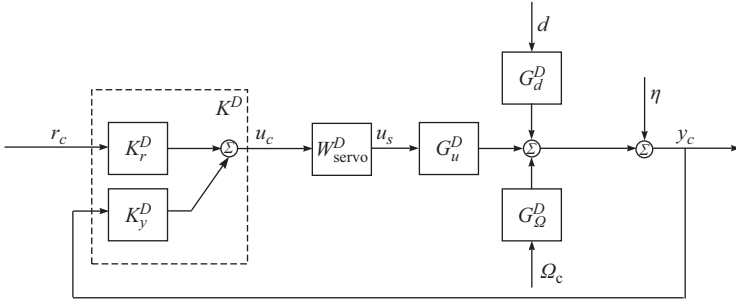 d
G_d^D
K^D
η
r_c
K_r^D
Σ
u_c
W_servo^D
u_s
G_u^D
Σ
Σ
y_c
K_y^D
G_Ω^D
Ω_c